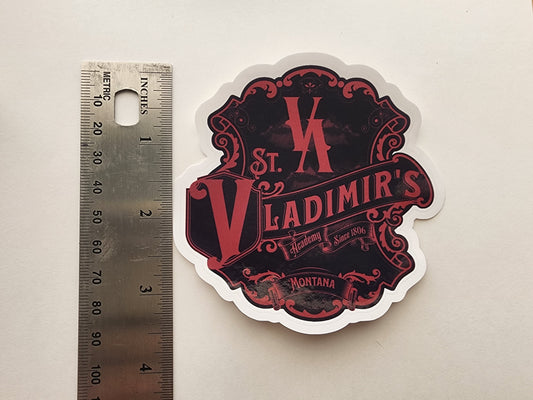 METRIC
INCHES
10
20
30
40
50
60
70
80
90
100
1
2
3
4
VA
ST.
VLADIMIR'S
Academy Since 1806
MONTANA